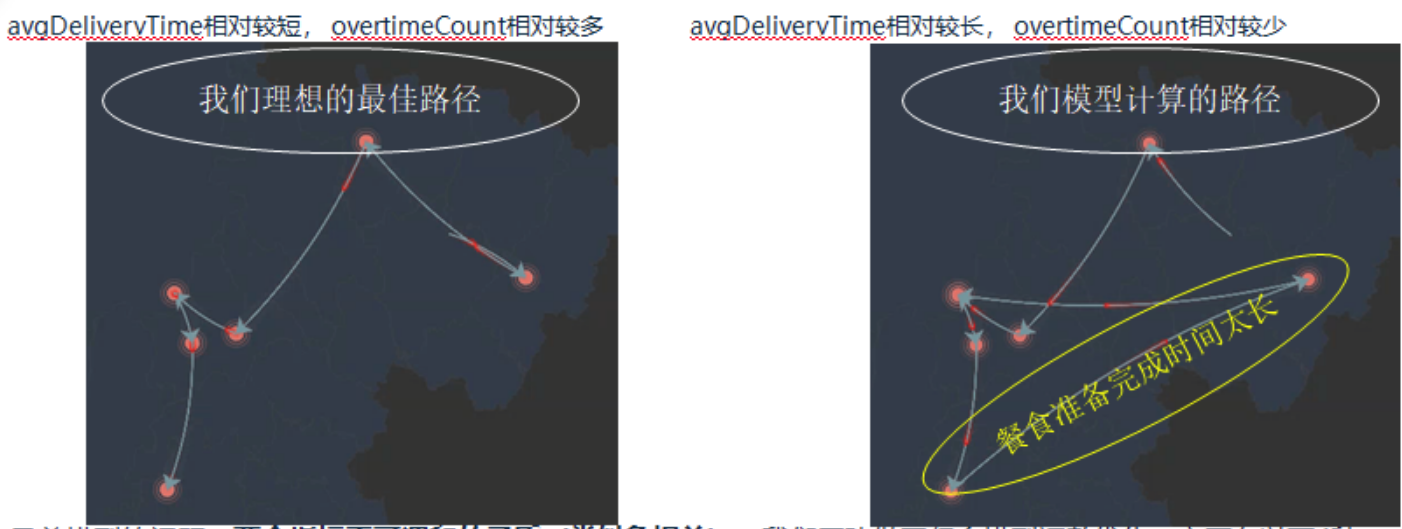 avgDeliveryTime相对较短，overtimeCount相对较多
avgDeliveryTime相对较长，overtimeCount相对较少
我们理想的最佳路径
我们模型计算的路径
餐食准备完成时间太长